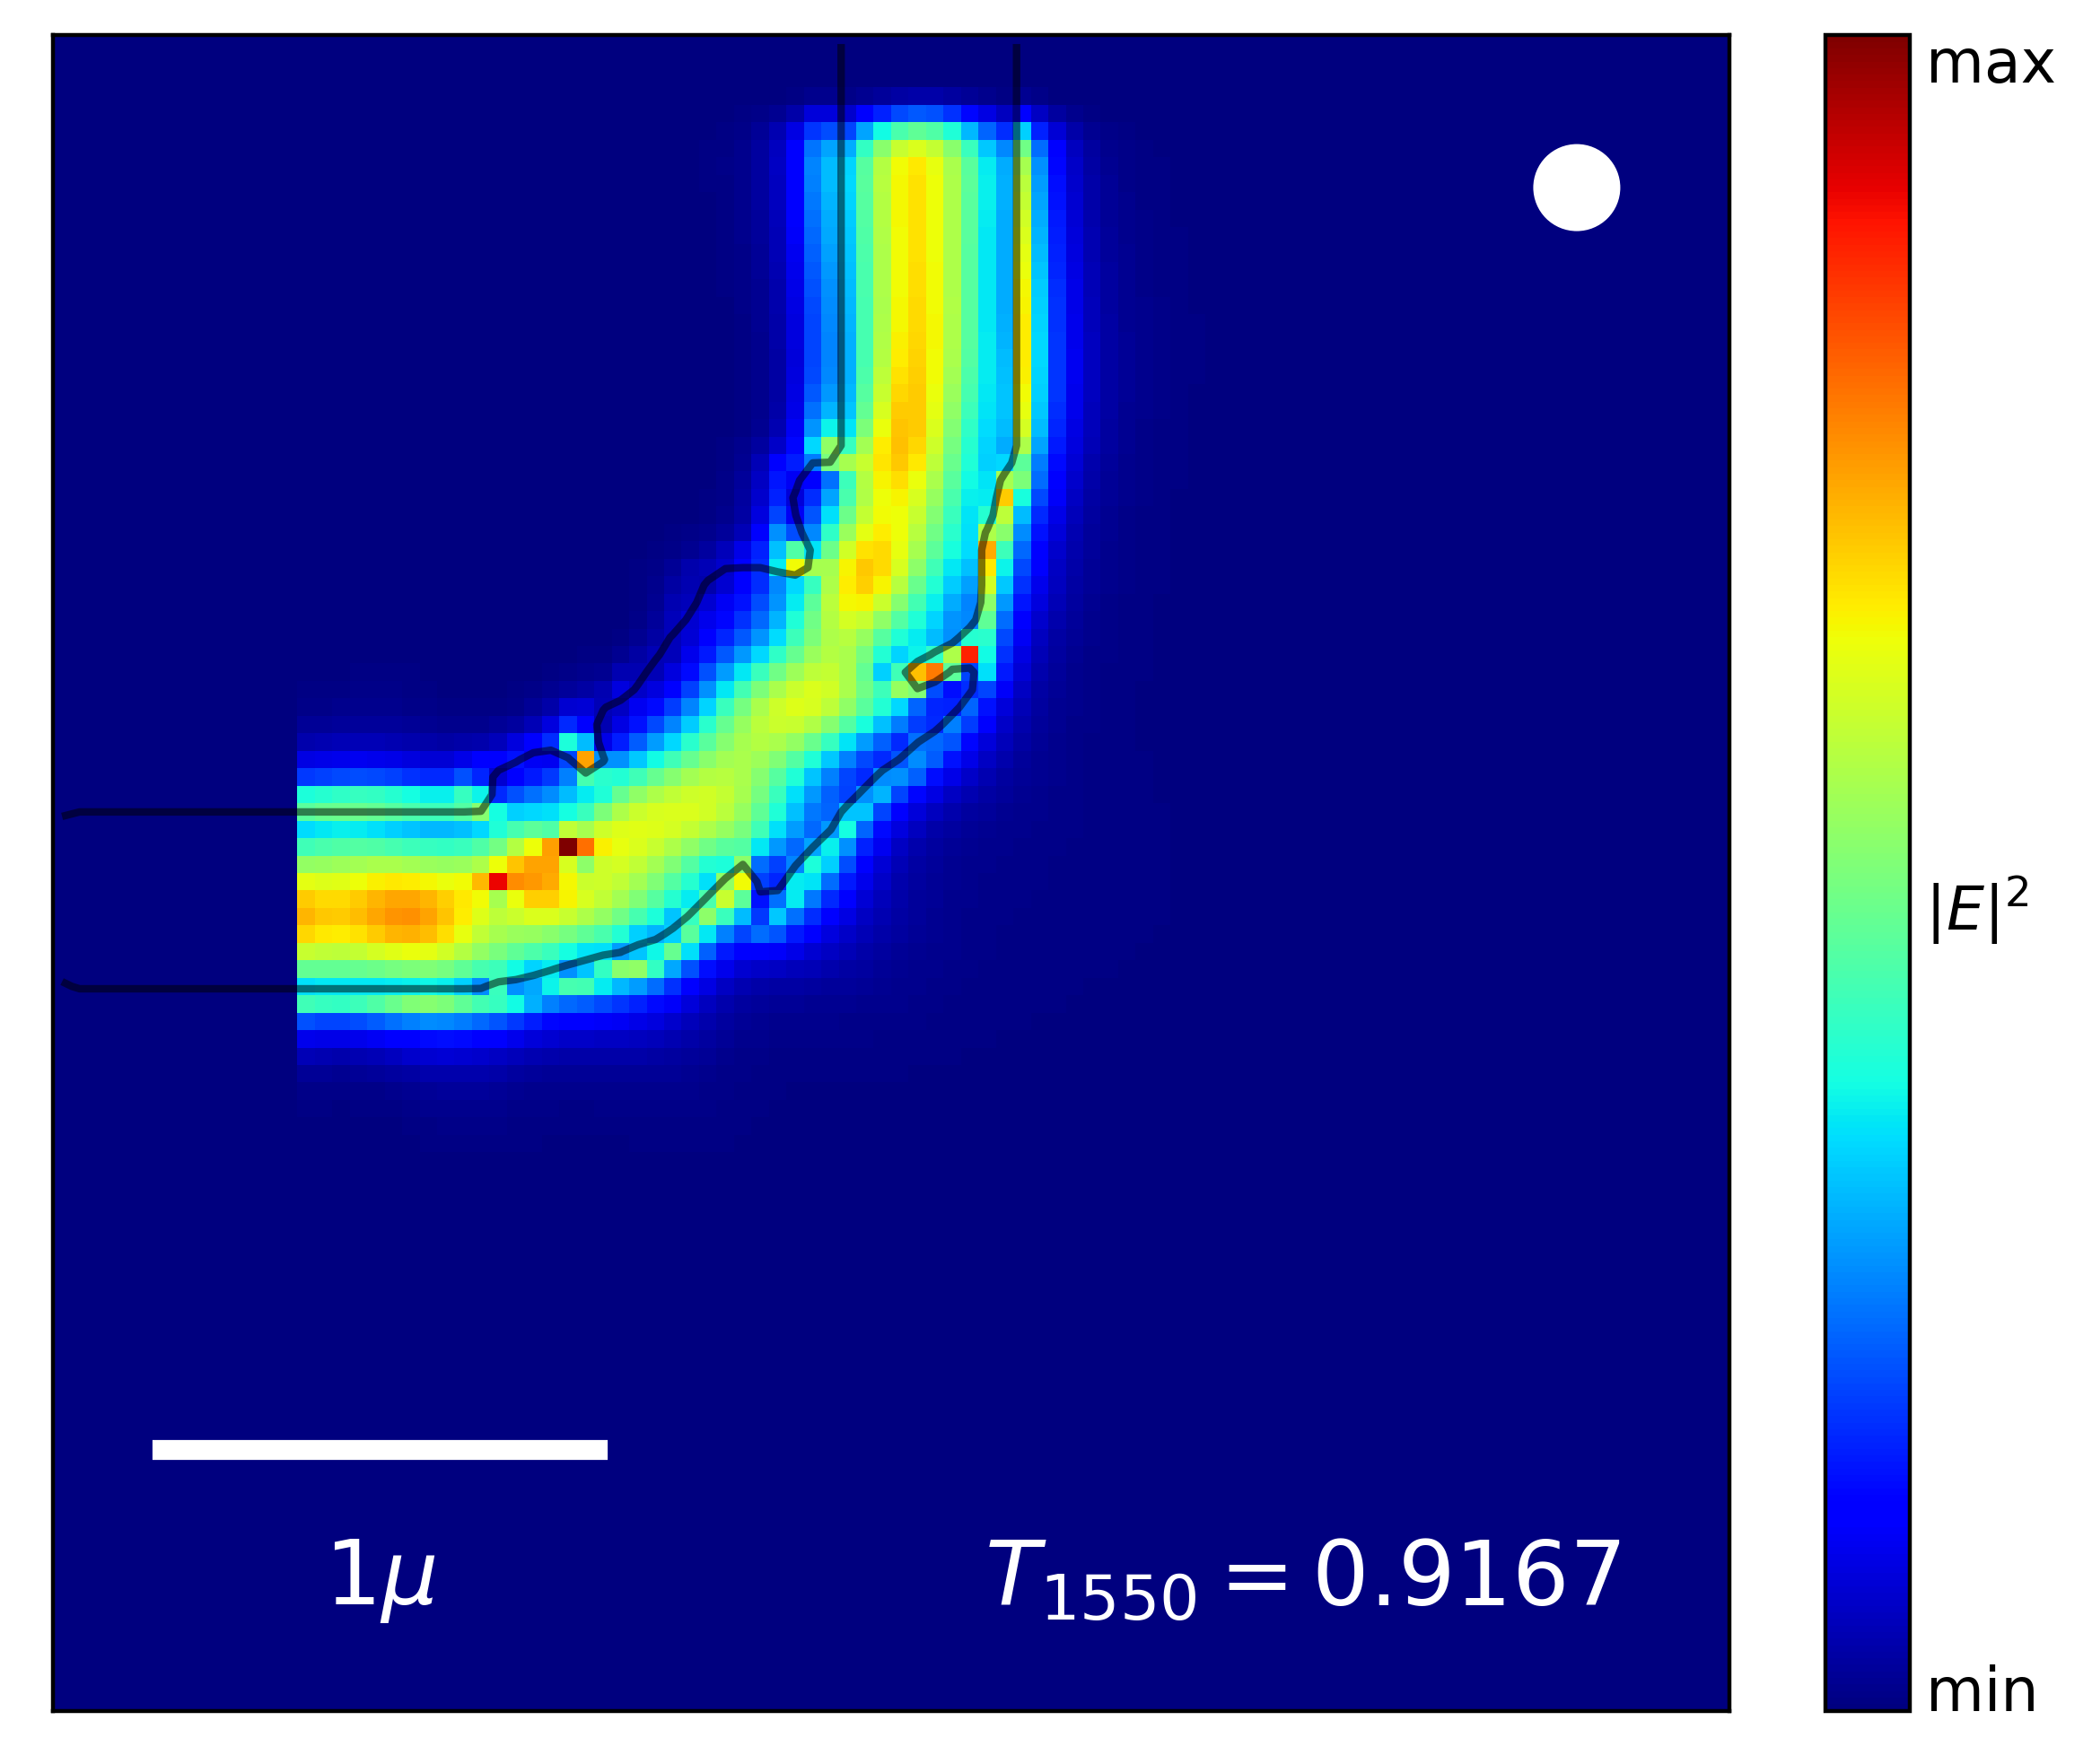 max
|E|²
1μ
T₁₅₅₀ = 0.9167
min